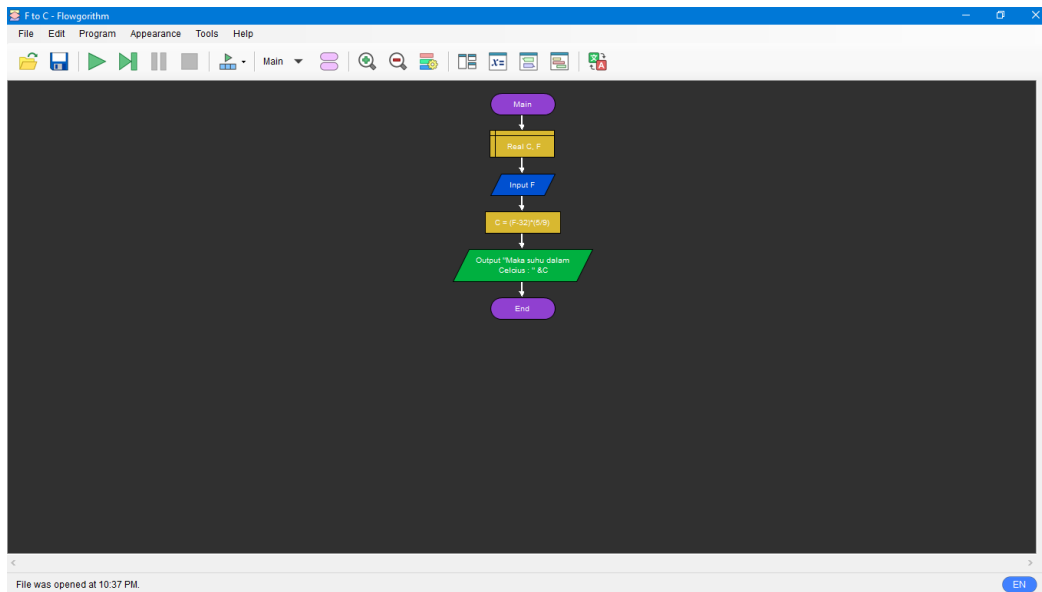 F to C - Flowgorithm
File Edit Program Appearance Tools Help
Main
X=
Main
Real C, F
Input F
C = (F-32)*(5/9)
Output "Maka suhu dalam
Celcius : " &C
End
File was opened at 10:37 PM.
EN